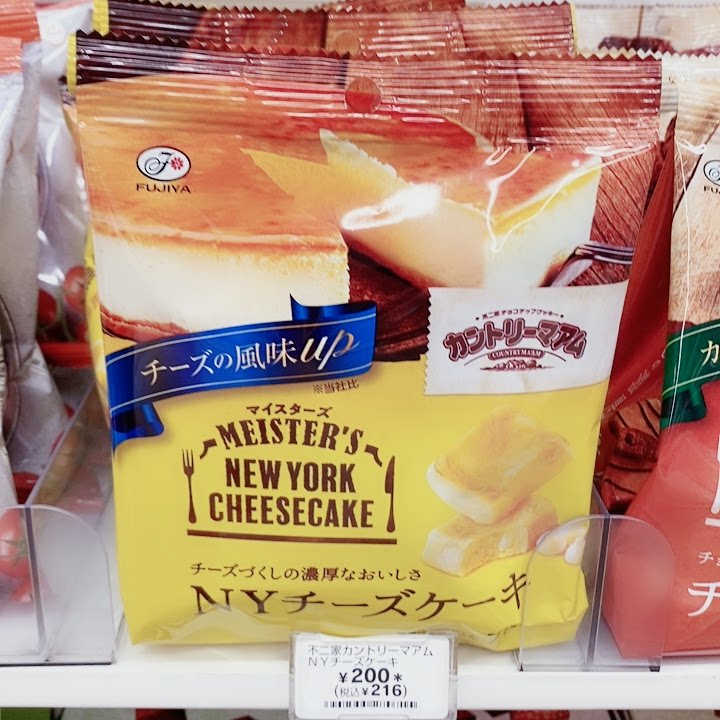 FUJIYA
不二家 チョコチップクッキー
カントリーマアム
COUNTRY MA'AM
チーズの風味up
※当社比
マイスターズ
MEISTER'S
NEW YORK
CHEESECAKE
チーズづくしの濃厚なおいしさ
NYチーズケーキ
不二家カントリーマアム
NYチーズケーキ
¥200*
(税込¥216)
FUJIYA
カ
チ